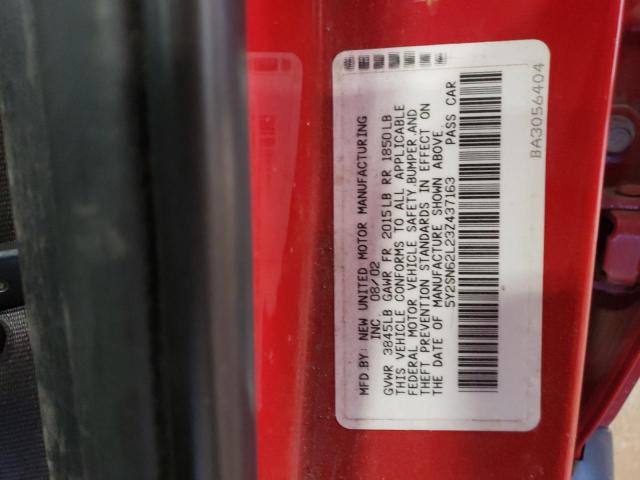 MFD.BY: NEW UNITED MOTOR MANUFACTURING
INC. 08/02
GVWR 3845LB GAWR FR 2015LB RR 1850LB
THIS VEHICLE CONFORMS TO ALL APPLICABLE
FEDERAL MOTOR VEHICLE SAFETY, BUMPER, AND
THEFT PREVENTION STANDARDS IN EFFECT ON
THE DATE OF MANUFACTURE SHOWN ABOVE.
5Y2SN62L23Z437163 PASS CAR
BA3056404